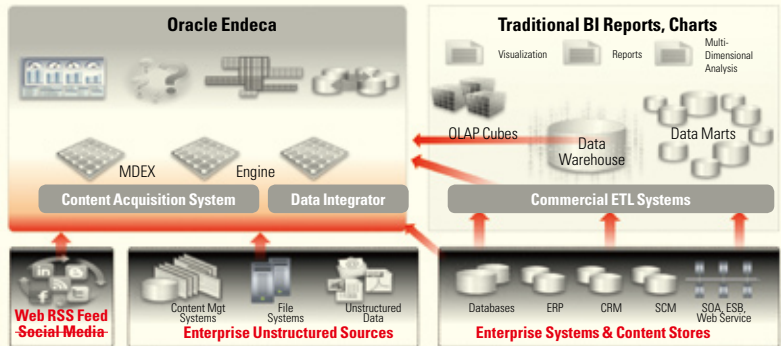 Oracle Endeca
MDEX
Engine
Content Acquisition System
Data Integrator
Traditional BI Reports, Charts
Visualization
Reports
Multi-
Dimensional
Analysis
OLAP Cubes
Data
Warehouse
Data Marts
Commercial ETL Systems
Web RSS Feed
Social Media
Content Mgt
Systems
File
Systems
Unstructured
Data
Enterprise Unstructured Sources
Databases
ERP
CRM
SCM
SOA, ESB,
Web Service
Enterprise Systems & Content Stores